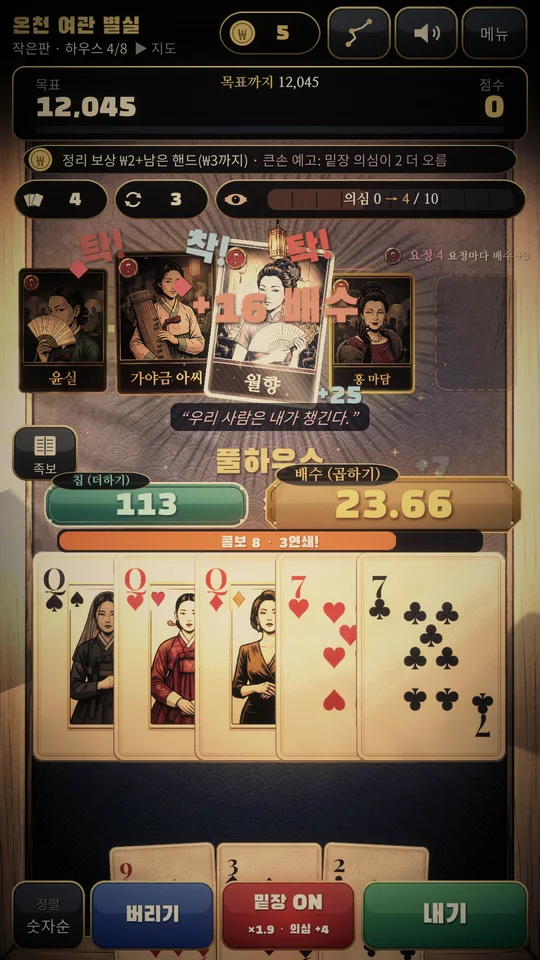 온천 여관 별실
작은판 · 하우스 4/8 ▶ 지도
₩ 5
메뉴
목표
12,045
목표까지 12,045
점수
0
₩ 정리 보상 ₩2+남은 핸드(₩3까지) · 큰손 예고: 밑장 의심이 2 더 오름
4
3
의심 0 → 4 / 10
탁!
착!
탁!
요정 4 요정마다 배수 +3
+16 배수
윤실
가야금 아씨
월향
홍 마담
+25
“우리 사람은 내가 챙긴다.”
족보
풀하우스
+7
칩 (더하기)
113
배수 (곱하기)
23.66
콤보 8 · 3연쇄!
Q
Q
Q
7
7
7
9
3
2
정렬
숫자순
버리기
밑장 ON
×1.9 · 의심 +4
내기